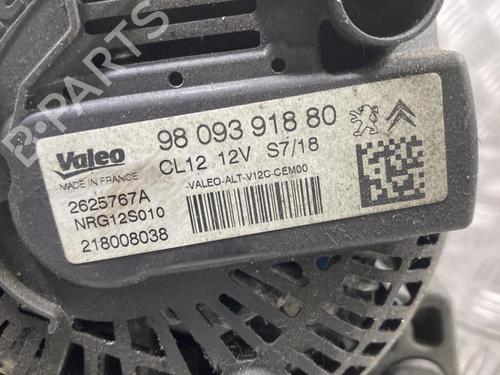 B-PARTS
Valeo
MADE IN FRANCE
98 093 918 80
CL12 12V S7/18
-VALEO-ALT-V12C-CEM00
2625767A
NRG12S010
218008038